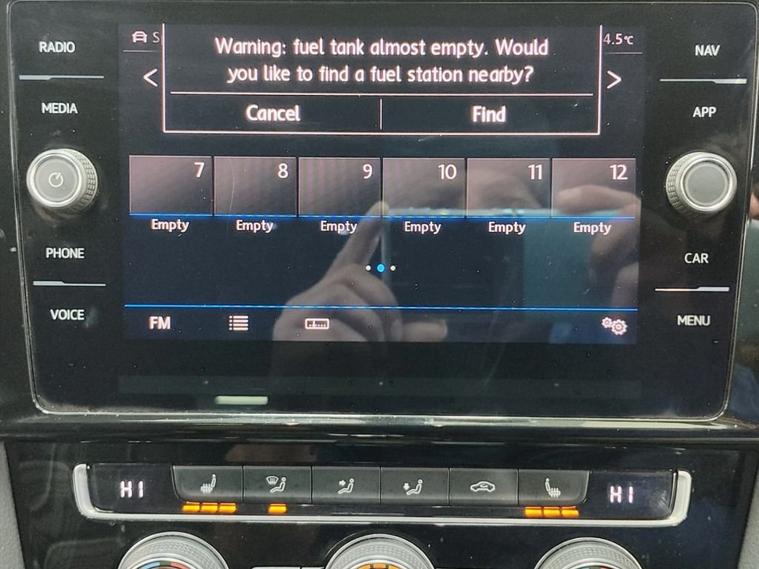 RADIO
MEDIA
PHONE
VOICE
S
4.5°C
Warning: fuel tank almost empty. Would
you like to find a fuel station nearby?
< >
Cancel Find
7 8 9 10 11 12
Empty Empty Empty Empty Empty Empty
FM
NAV
APP
CAR
MENU
HI HI